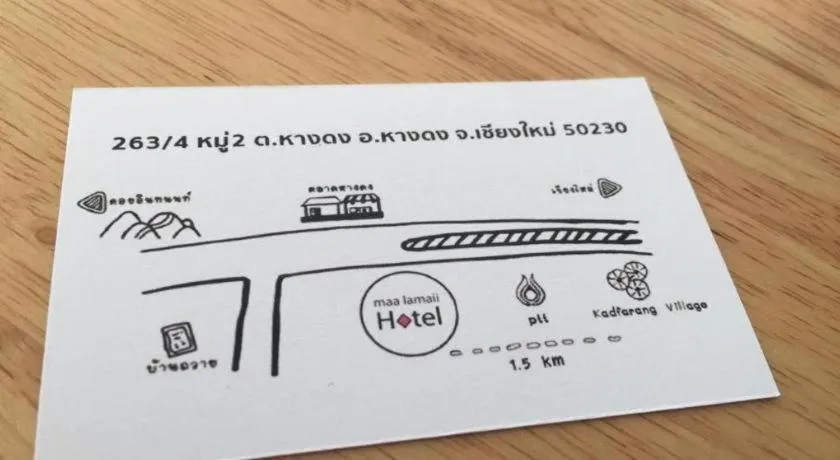 263/4 หมู่2 ต.หางดง อ.หางดง จ.เชียงใหม่ 50230
ดอยอินทนนท์
ตลาดหางดง
เชียงใหม่
maa lamaii
Hotel
ptt
Kadfarang Village
บ้านถวาย
1.5 Km